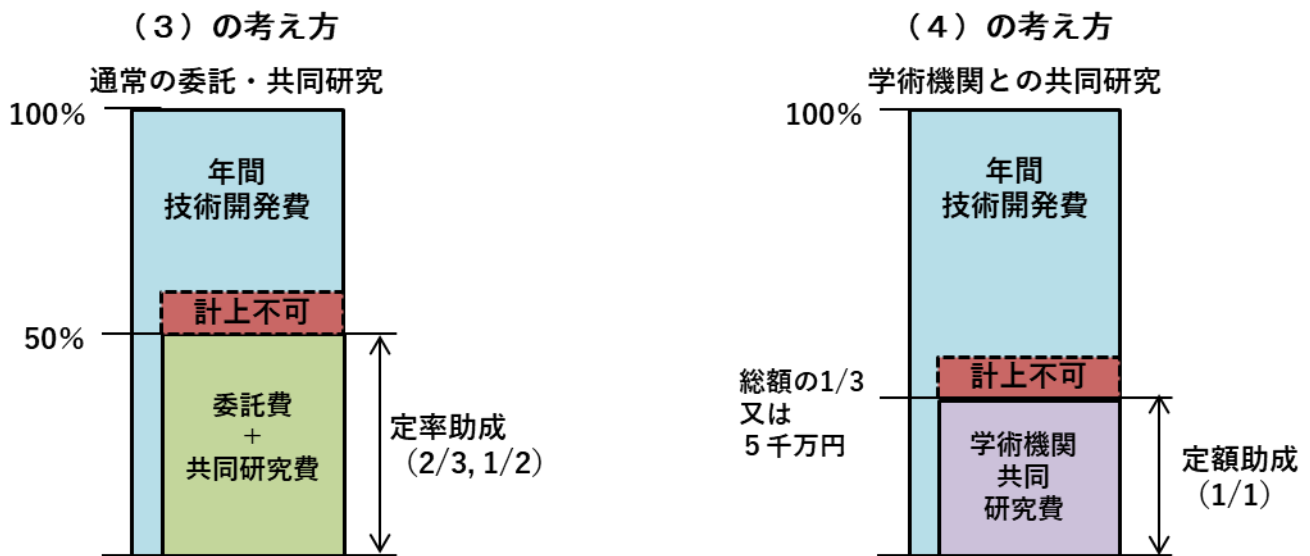 （３）の考え方
通常の委託・共同研究
100%
年間
技術開発費
計上不可
50%
委託費
+
共同研究費
定率助成
（2/3, 1/2）
（４）の考え方
学術機関との共同研究
100%
年間
技術開発費
計上不可
総額の1/3
又は
５千万円
学術機関
共同
研究費
定額助成
（1/1）